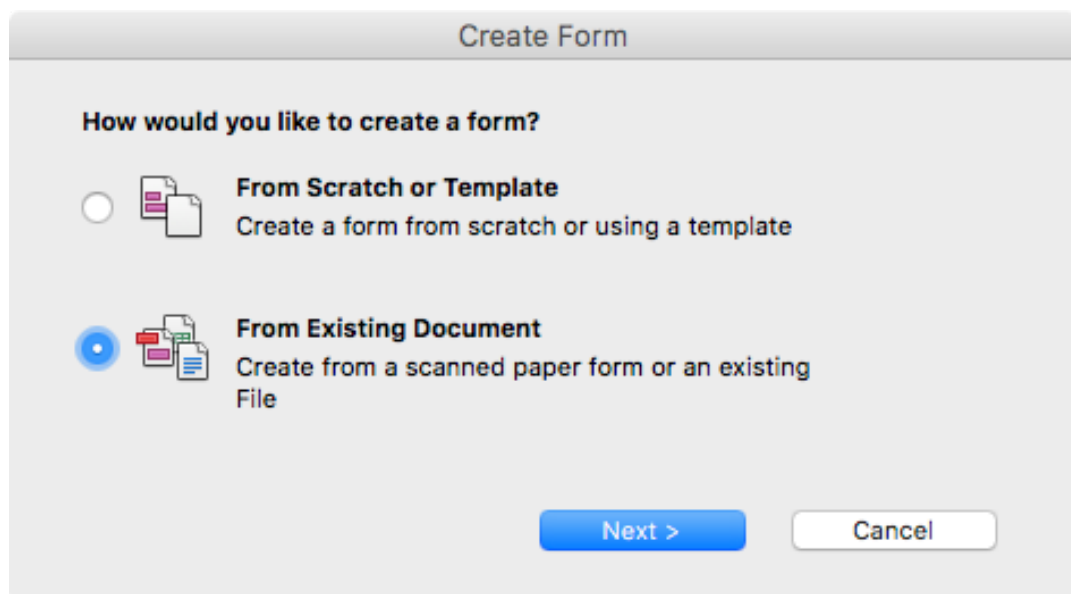 Create Form
How would you like to create a form?
From Scratch or Template
Create a form from scratch or using a template
From Existing Document
Create from a scanned paper form or an existing
File
Next >
Cancel